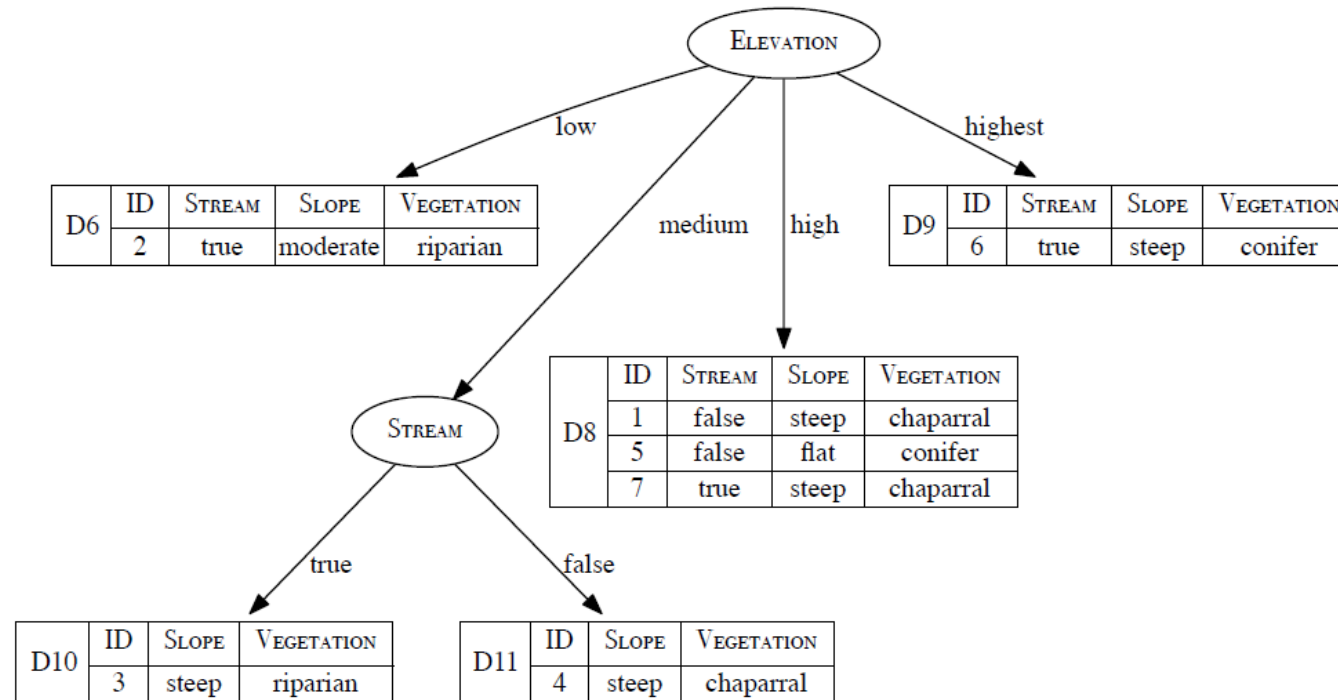 ELEVATION
low
highest
D6 ID STREAM SLOPE VEGETATION
2 true moderate riparian
medium
high
D9 ID STREAM SLOPE VEGETATION
6 true steep conifer
STREAM
D8 ID STREAM SLOPE VEGETATION
1 false steep chaparral
5 false flat conifer
7 true steep chaparral
true
false
D10 ID SLOPE VEGETATION
3 steep riparian
D11 ID SLOPE VEGETATION
4 steep chaparral